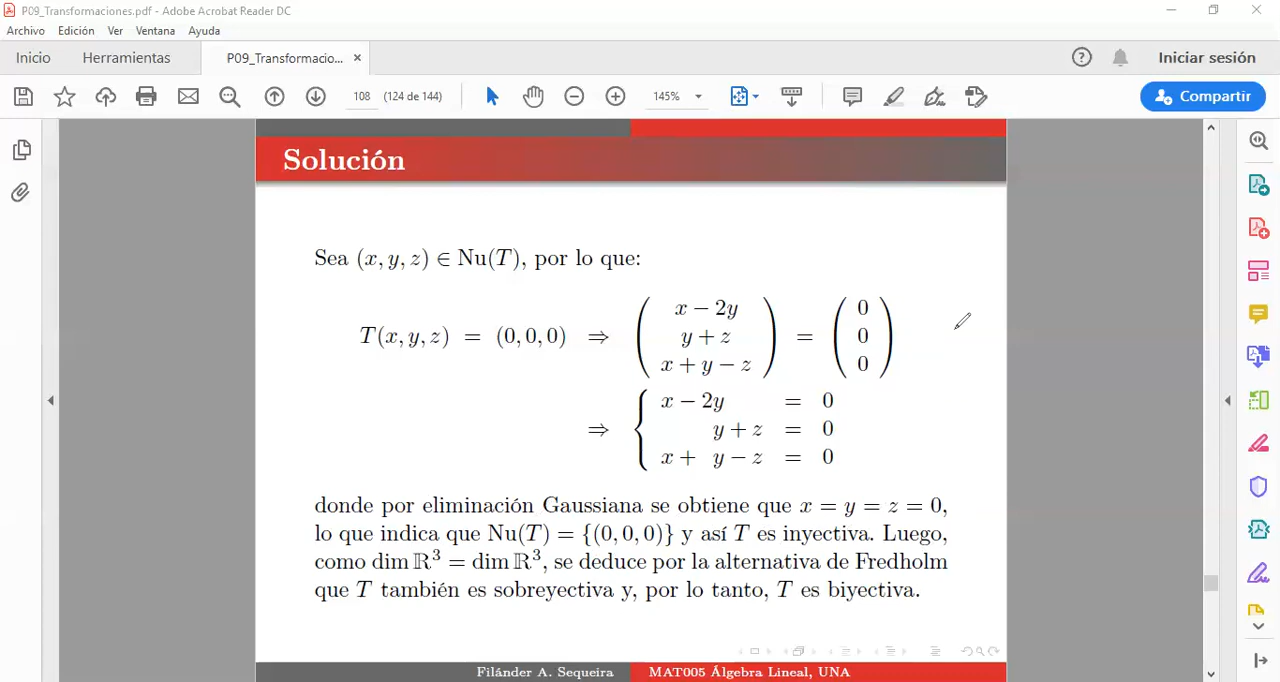 P09_Transformaciones.pdf - Adobe Acrobat Reader DC
Archivo Edición Ver Ventana Ayuda
Inicio Herramientas P09_Transformacio... × Iniciar sesión
108 (124 de 144) 145% Compartir
Solución
Sea (x, y, z) ∈ Nu(T), por lo que:
T(x, y, z) = (0, 0, 0) ⇒ ( x − 2y ) = ( 0 )
( y + z ) ( 0 )
( x + y − z ) ( 0 )
⇒ { x − 2y = 0
y + z = 0
x + y − z = 0
donde por eliminación Gaussiana se obtiene que x = y = z = 0,
lo que indica que Nu(T) = {(0, 0, 0)} y así T es inyectiva. Luego,
como dim ℝ³ = dim ℝ³, se deduce por la alternativa de Fredholm
que T también es sobreyectiva y, por lo tanto, T es biyectiva.
Filánder A. Sequeira MAT005 Álgebra Lineal, UNA